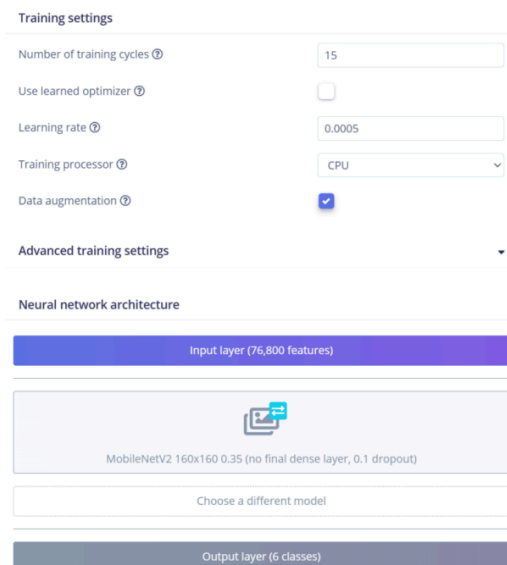 Training settings
Number of training cycles ?
15
Use learned optimizer ?
Learning rate ?
0.0005
Training processor ?
CPU
Data augmentation ?
Advanced training settings
Neural network architecture
Input layer (76,800 features)
MobileNetV2 160x160 0.35 (no final dense layer, 0.1 dropout)
Choose a different model
Output layer (6 classes)